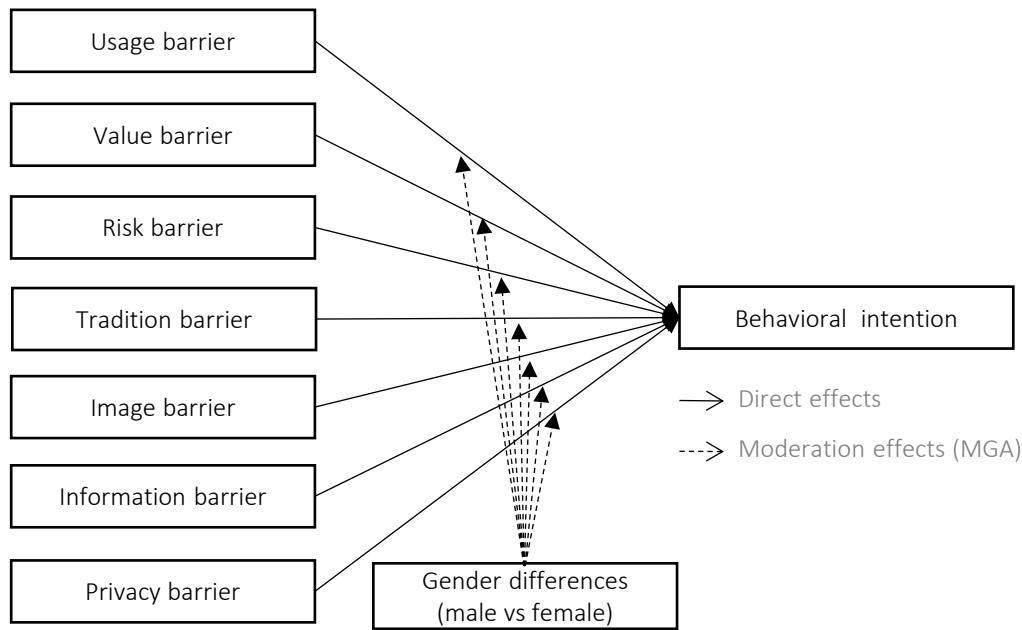 Usage barrier
Value barrier
Risk barrier
Tradition barrier
Image barrier
Information barrier
Privacy barrier
Behavioral intention
Direct effects
Moderation effects (MGA)
Gender differences
(male vs female)